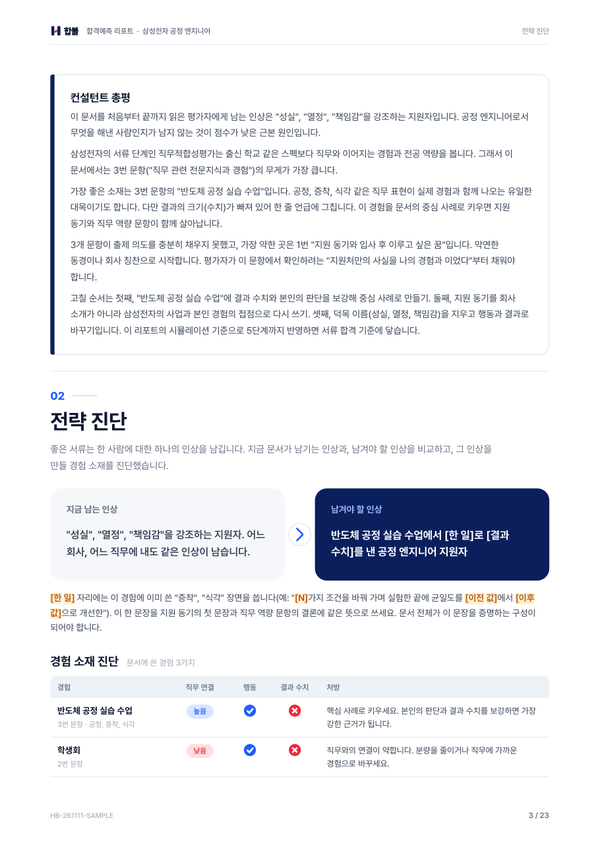 합붙 합격예측 리포트 · 삼성전자 공정 엔지니어
전략 진단
컨설턴트 총평
이 문서를 처음부터 끝까지 읽은 평가자에게 남는 인상은 "성실", "열정", "책임감"을 강조하는 지원자입니다. 공정 엔지니어로서
무엇을 해낸 사람인지가 남지 않는 것이 점수가 낮은 근본 원인입니다.
삼성전자의 서류 단계인 직무적합성평가는 출신 학교 같은 스펙보다 직무와 이어지는 경험과 전공 역량을 봅니다. 그래서 이
문서에서는 3번 문항("직무 관련 전문지식과 경험")의 무게가 가장 큽니다.
가장 좋은 소재는 3번 문항의 "반도체 공정 실습 수업"입니다. 공정, 증착, 식각 같은 직무 표현이 실제 경험과 함께 나오는 유일한
대목이기도 합니다. 다만 결과의 크기(수치)가 빠져 있어 한 줄 언급에 그칩니다. 이 경험을 문서의 중심 사례로 키우면 지원
동기와 직무 역량 문항이 함께 살아납니다.
3개 문항이 출제 의도를 충분히 채우지 못했고, 가장 약한 곳은 1번 "지원 동기와 입사 후 이루고 싶은 꿈"입니다. 막연한
동경이나 회사 칭찬으로 시작합니다. 평가자가 이 문항에서 확인하려는 "지원처만의 사실을 나의 경험과 이었다"부터 채워야
합니다.
고칠 순서는 첫째, "반도체 공정 실습 수업"에 결과 수치와 본인의 판단을 보강해 중심 사례로 만들기. 둘째, 지원 동기를 회사
소개가 아니라 삼성전자의 사업과 본인 경험의 접점으로 다시 쓰기. 셋째, 덕목 이름(성실, 열정, 책임감)을 지우고 행동과 결과로
바꾸기입니다. 이 리포트의 시뮬레이션 기준으로 5단계까지 반영하면 서류 합격 기준에 닿습니다.
02
전략 진단
좋은 서류는 한 사람에 대한 하나의 인상을 남깁니다. 지금 문서가 남기는 인상과, 남겨야 할 인상을 비교하고, 그 인상을
만들 경험 소재를 진단했습니다.
지금 남는 인상
"성실", "열정", "책임감"을 강조하는 지원자. 어느
회사, 어느 직무에 내도 같은 인상이 남습니다.
남겨야 할 인상
반도체 공정 실습 수업에서 [한 일]로 [결과
수치]를 낸 공정 엔지니어 지원자
[한 일] 자리에는 이 경험에 이미 쓴 "증착", "식각" 장면을 씁니다(예: "[N]가지 조건을 바꿔 가며 실험한 끝에 균일도를 [이전 값]에서 [이후
값]으로 개선한"). 이 한 문장을 지원 동기의 첫 문장과 직무 역량 문항의 결론에 같은 뜻으로 쓰세요. 문서 전체가 이 문장을 증명하는 구성이
되어야 합니다.
경험 소재 진단 문서에 쓴 경험 3가지
경험 직무 연결 행동 결과 수치 처방
반도체 공정 실습 수업
3번 문항 · 공정, 증착, 식각
높음
핵심 사례로 키우세요. 본인의 판단과 결과 수치를 보강하면 가장
강한 근거가 됩니다.
학생회
2번 문항
낮음
직무와의 연결이 약합니다. 분량을 줄이거나 직무에 가까운
경험으로 바꾸세요.
HB-261111-SAMPLE
3 / 23